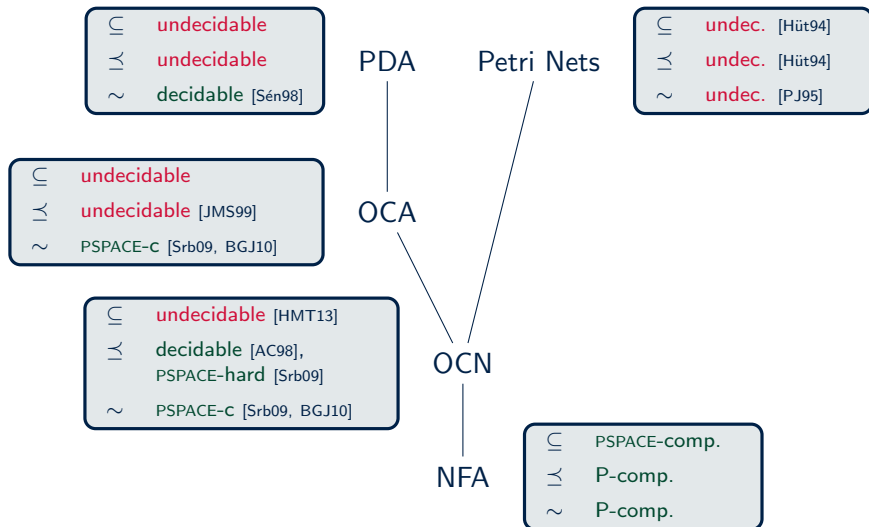 ⊆ undecidable
⪯ undecidable
∼ decidable [Sén98]
PDA
Petri Nets
⊆ undec. [Hüt94]
⪯ undec. [Hüt94]
∼ undec. [PJ95]
⊆ undecidable
⪯ undecidable [JMS99]
∼ PSPACE-c [Srb09, BGJ10]
OCA
⊆ undecidable [HMT13]
⪯ decidable [AC98],
PSPACE-hard [Srb09]
∼ PSPACE-c [Srb09, BGJ10]
OCN
NFA
⊆ PSPACE-comp.
⪯ P-comp.
∼ P-comp.